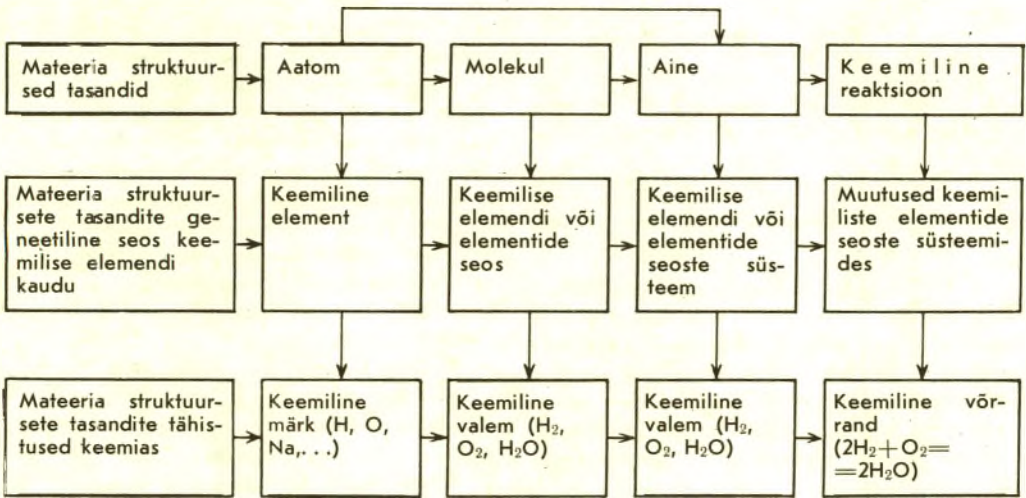 Mateeria struktuur-
sed tasandid
Aatom
Molekul
Aine
Keemiline
reaktsioon
Mateeria struktuur-
sete tasandite ge-
neetiline seos kee-
milise elemendi
kaudu
Keemiline
element
Keemilise
elemendi või
elementide
seos
Keemilise
elemendi või
elementide
seoste süs-
teem
Muutused keemi-
liste elementide
seoste süsteemi-
des
Mateeria struktuur-
sete tasandite tähis-
tused keemias
Keemiline
märk (H, O,
Na,. . .)
Keemiline
valem (H₂,
O₂, H₂O)
Keemiline
valem (H₂,
O₂, H₂O)
Keemiline võr-
rand
(2H₂+O₂=
=2H₂O)